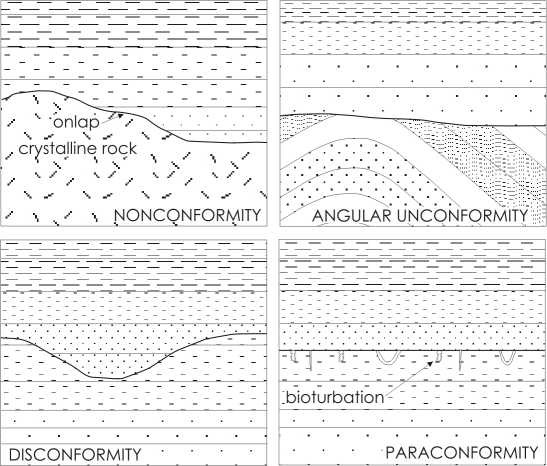 onlap
crystalline rock
NONCONFORMITY
ANGULAR UNCONFORMITY
bioturbation
DISCONFORMITY
PARACONFORMITY